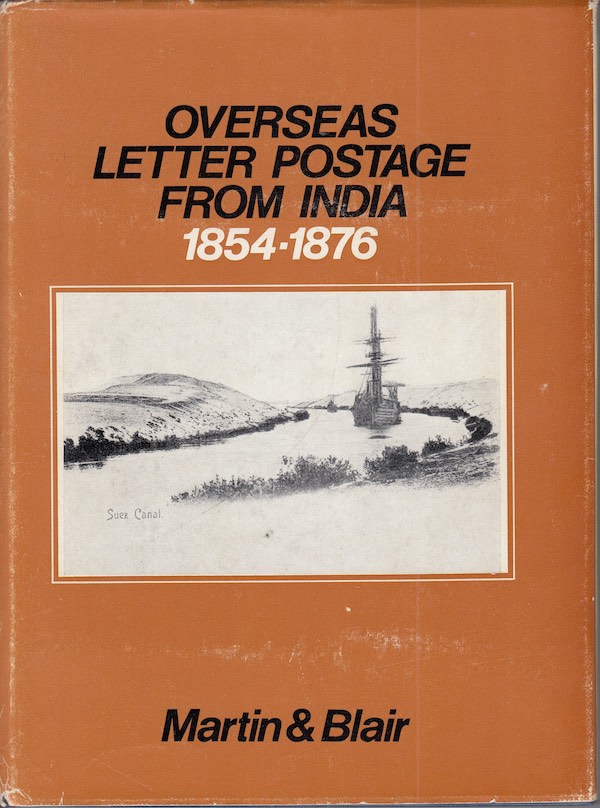 OVERSEAS
LETTER POSTAGE
FROM INDIA
1854-1876
Suez Canal.
Martin & Blair